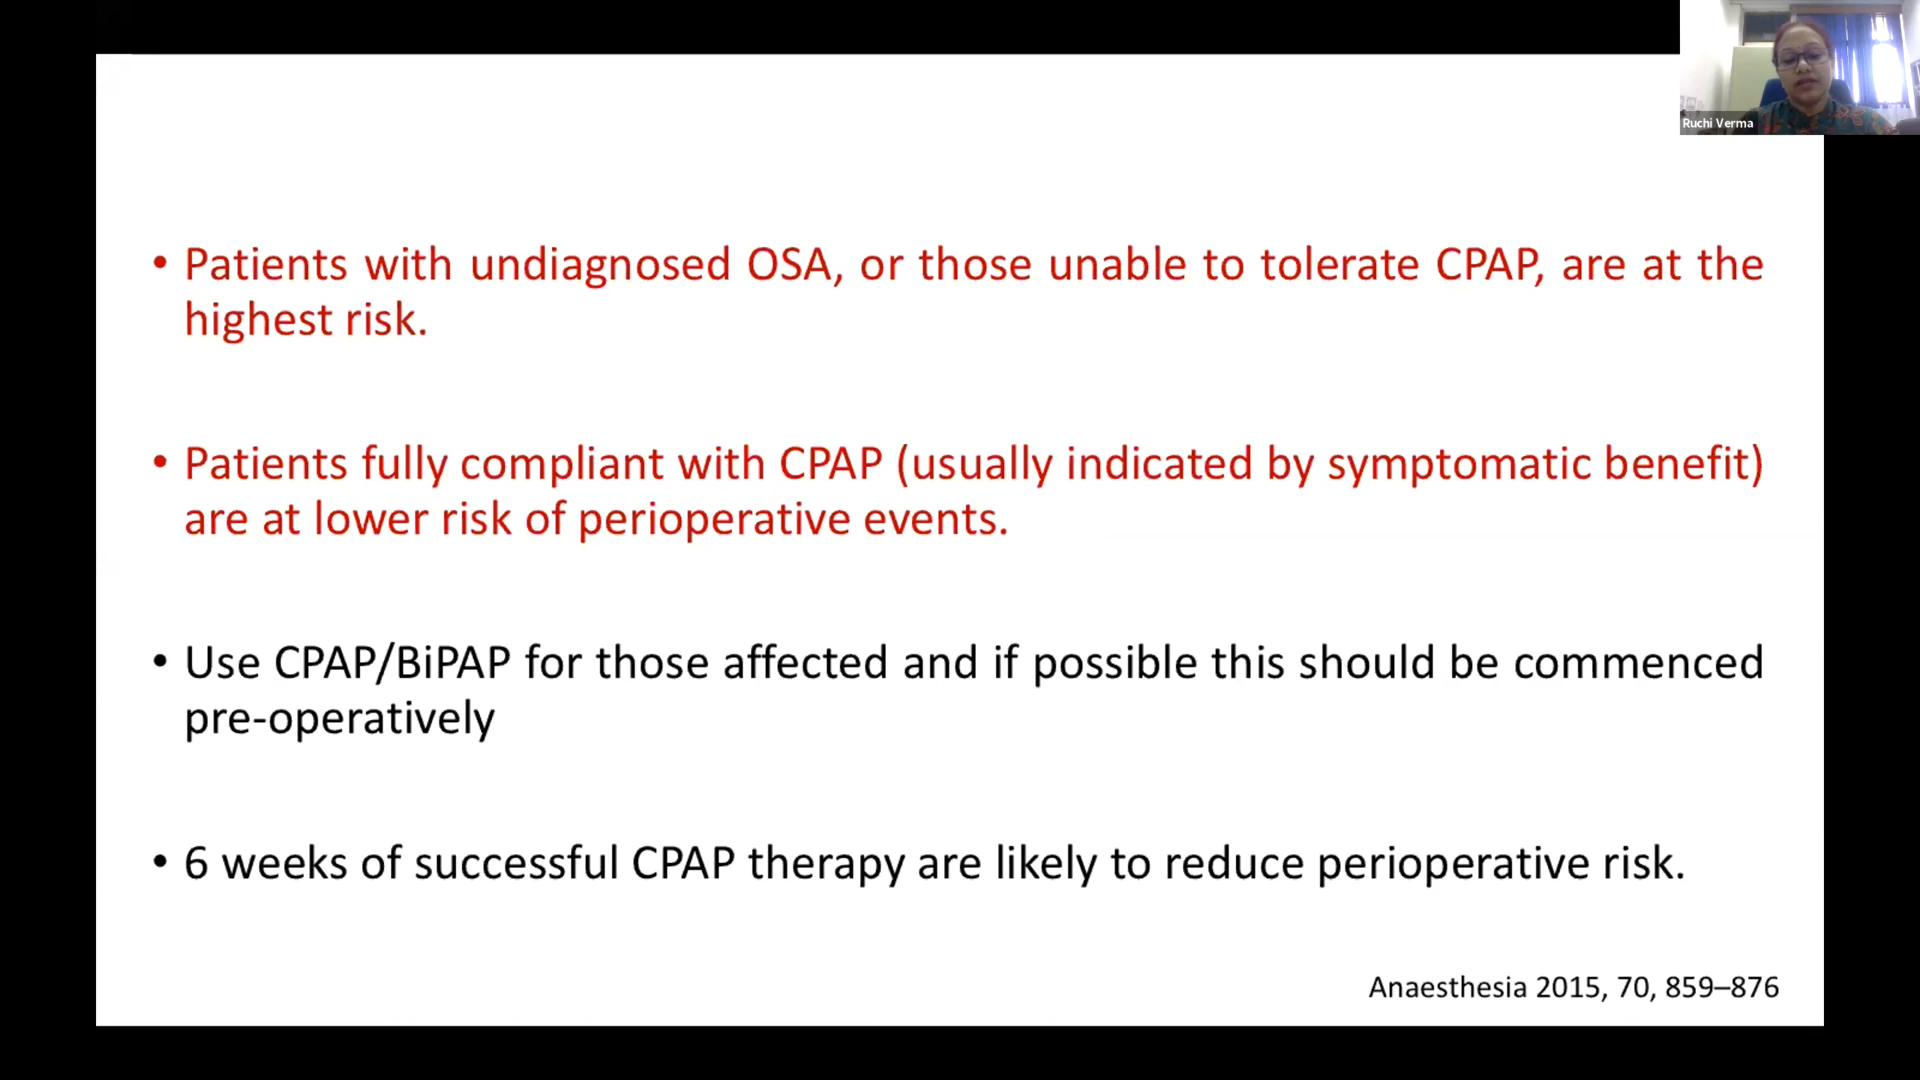 Ruchi Verma
• Patients with undiagnosed OSA, or those unable to tolerate CPAP, are at the
highest risk.
• Patients fully compliant with CPAP (usually indicated by symptomatic benefit)
are at lower risk of perioperative events.
• Use CPAP/BiPAP for those affected and if possible this should be commenced
pre-operatively
• 6 weeks of successful CPAP therapy are likely to reduce perioperative risk.
Anaesthesia 2015, 70, 859–876